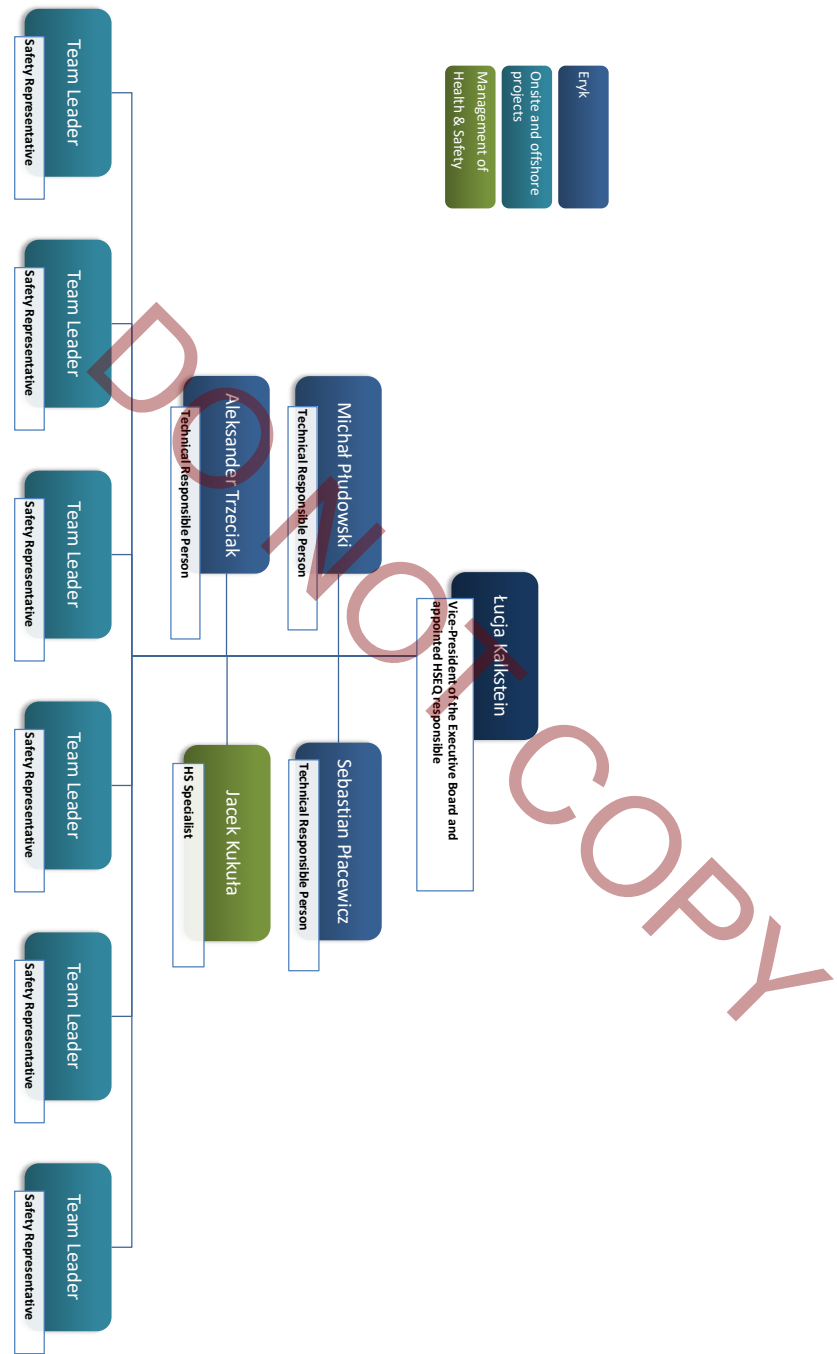 Eryk
Onsite and offshore
projects
Management of
Health & Safety
Łucja Kalkstein
Vice-President of the Executive Board and
appointed HSEQ responsible
Michał Płudowski
Technical Responsible Person
Sebastian Płacewicz
Technical Responsible Person
Aleksander Trzeciak
Technical Responsible Person
Jacek Kukuła
HS Specialist
Team Leader
Safety Representative
Team Leader
Safety Representative
Team Leader
Safety Representative
Team Leader
Safety Representative
Team Leader
Safety Representative
Team Leader
Safety Representative
DO NOT COPY